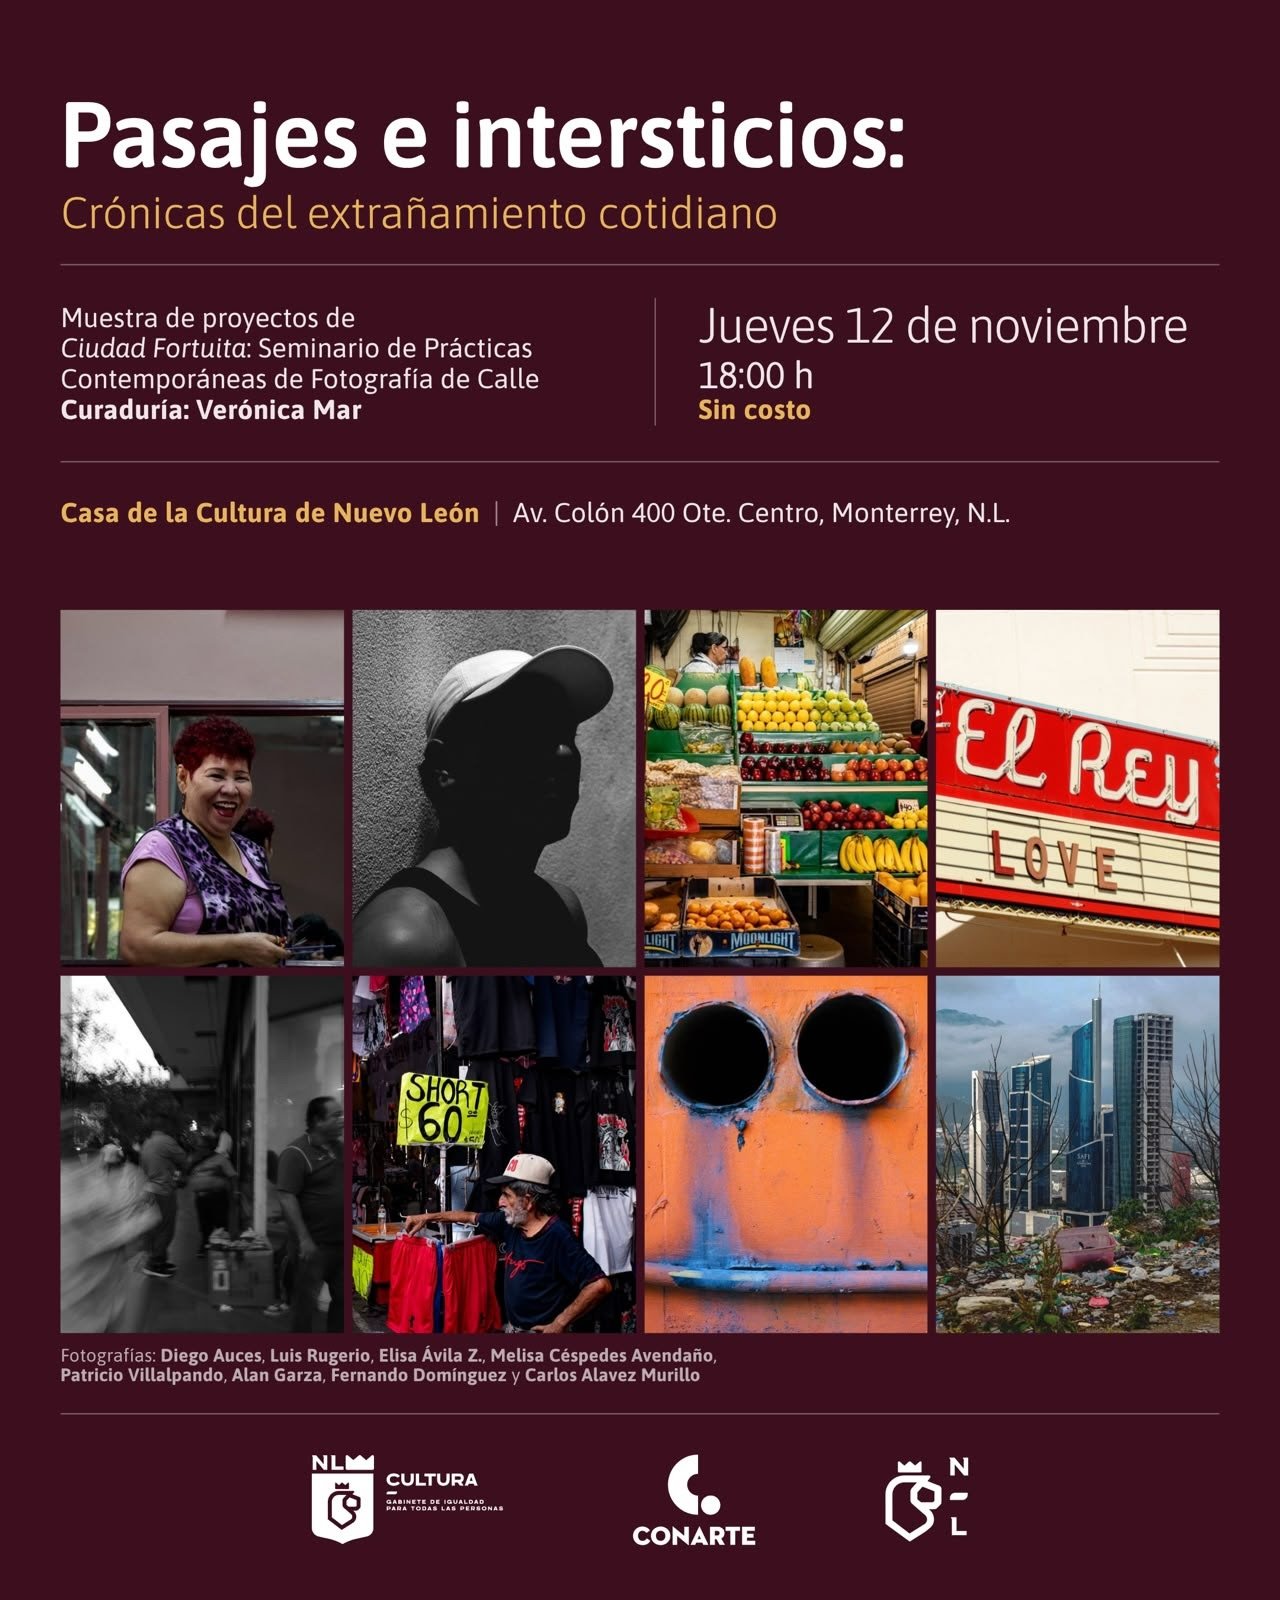 Pasajes e intersticios:
Crónicas del extrañamiento cotidiano
Muestra de proyectos de
Ciudad Fortuita: Seminario de Prácticas
Contemporáneas de Fotografía de Calle
Curaduría: Verónica Mar
Jueves 12 de noviembre
18:00 h
Sin costo
Casa de la Cultura de Nuevo León | Av. Colón 400 Ote. Centro, Monterrey, N.L.
El Rey
LOVE
MOONLIGHT
SHORT
$60
Fotografías: Diego Auces, Luis Rugerio, Elisa Ávila Z., Melisa Céspedes Avendaño,
Patricio Villalpando, Alan Garza, Fernando Domínguez y Carlos Alavez Murillo
NL
CULTURA
GABINETE DE IGUALDAD
PARA TODAS LAS PERSONAS
CONARTE
N
L